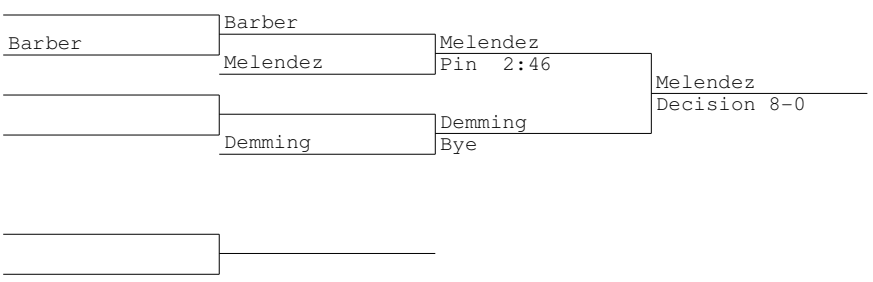 Barber
Barber
Melendez
Melendez
Pin 2:46
Melendez
Decision 8-0
Demming
Demming
Bye